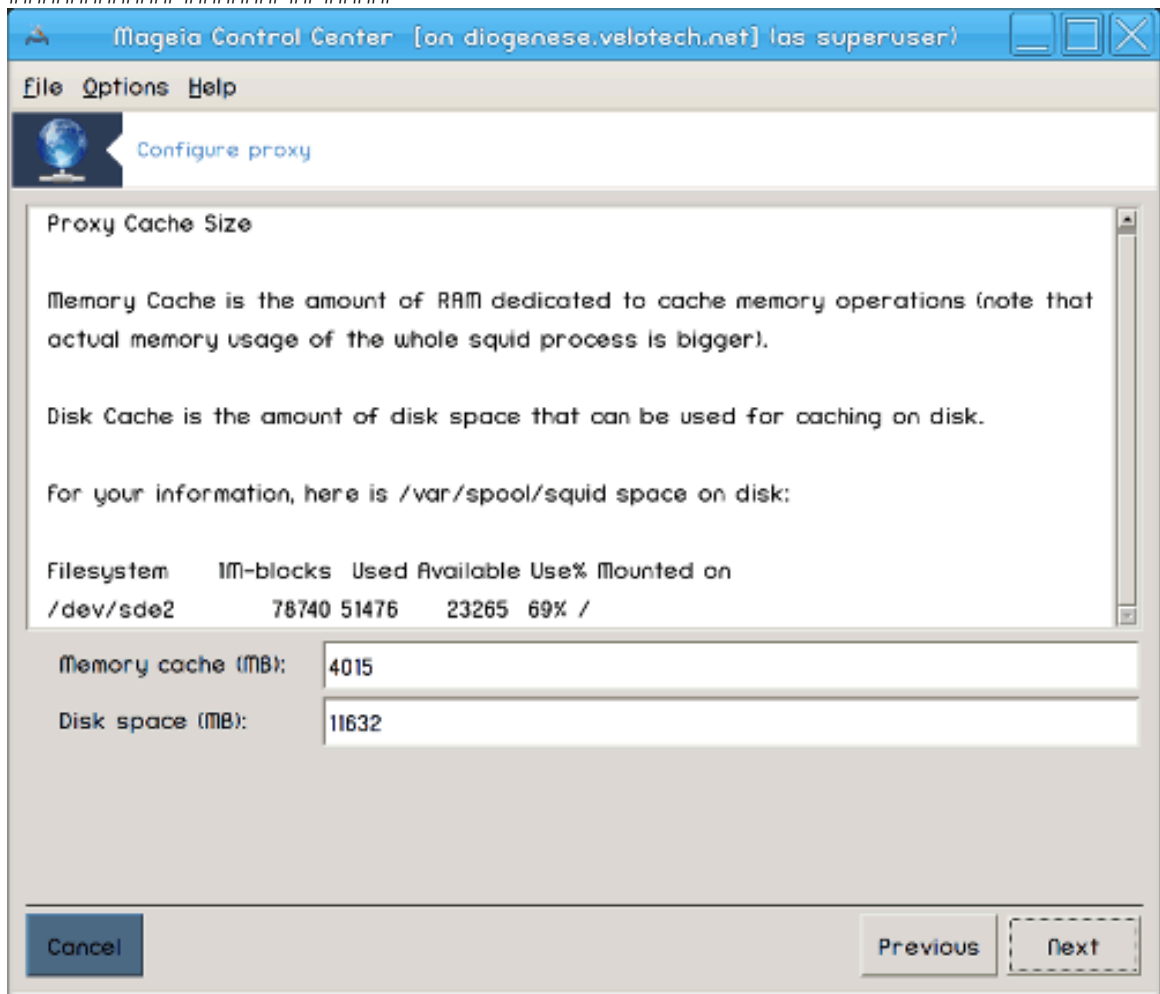 Mageia Control Center [on diogenese.velotech.net] (as superuser)
File Options Help
Configure proxy
Proxy Cache Size
Memory Cache is the amount of RAM dedicated to cache memory operations (note that
actual memory usage of the whole squid process is bigger).
Disk Cache is the amount of disk space that can be used for caching on disk.
For your information, here is /var/spool/squid space on disk:
Filesystem 1M-blocks Used Available Use% Mounted on
/dev/sde2 78740 51476 23265 69% /
Memory cache (MB): 4015
Disk space (MB): 11632
Cancel Previous Next